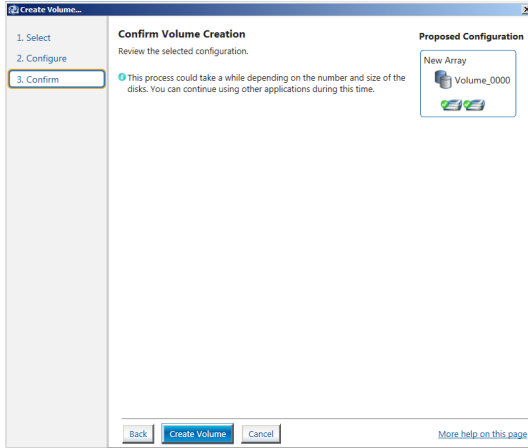 Create Volume...
1. Select
2. Configure
3. Confirm
Confirm Volume Creation
Review the selected configuration.
This process could take a while depending on the number and size of the
disks. You can continue using other applications during this time.
Proposed Configuration
New Array
Volume_0000
Back
Create Volume
Cancel
More help on this page